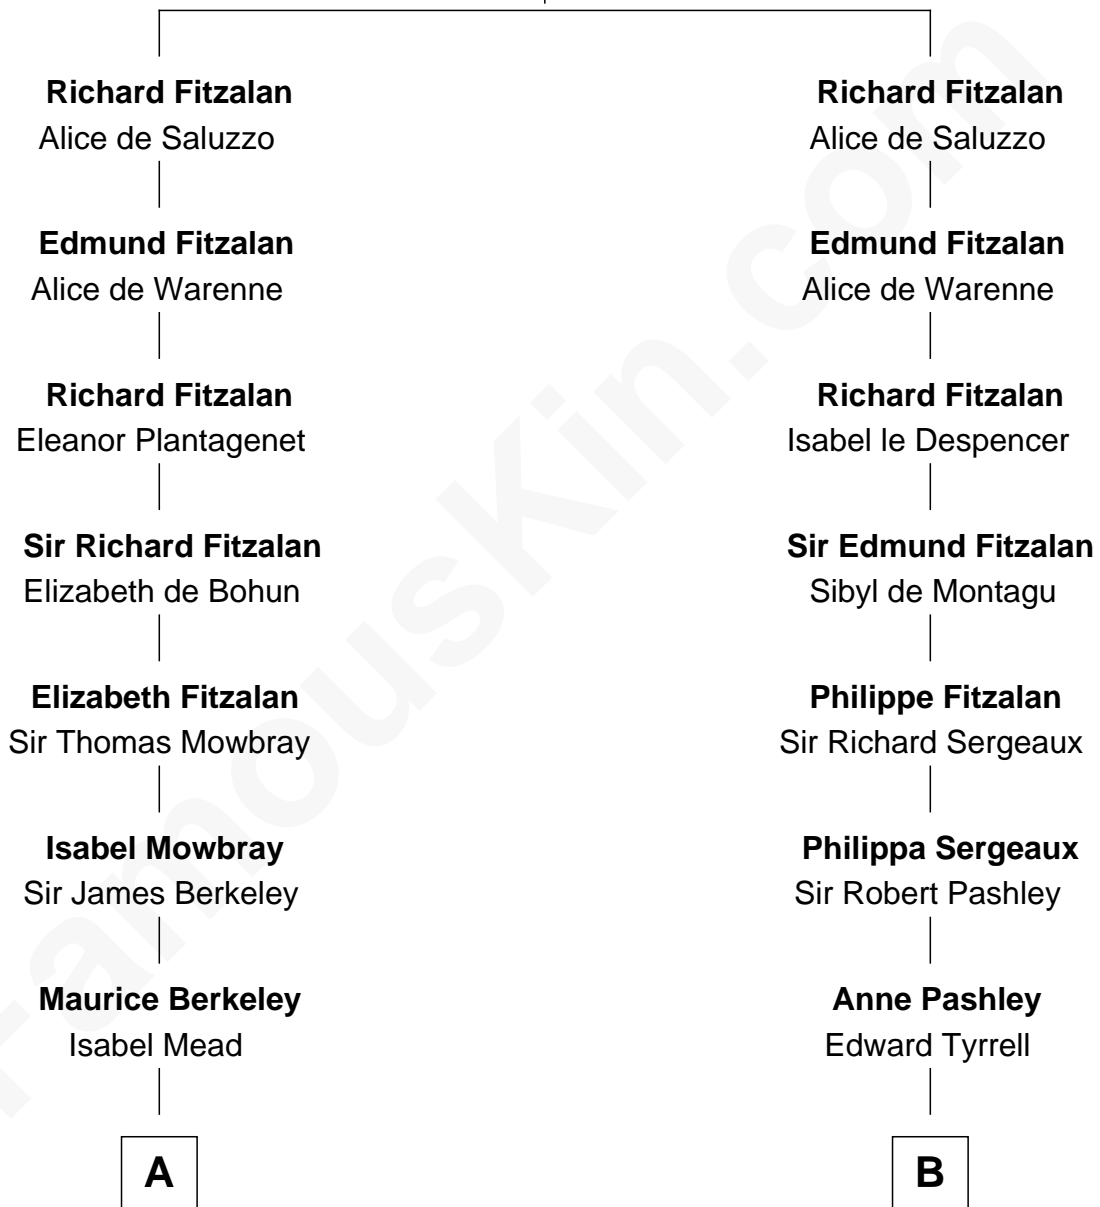 Richard Fitzalan
Alice de Saluzzo
Edmund Fitzalan
Alice de Warenne
Richard Fitzalan
Eleanor Plantagenet
Sir Richard Fitzalan
Elizabeth de Bohun
Elizabeth Fitzalan
Sir Thomas Mowbray
Isabel Mowbray
Sir James Berkeley
Maurice Berkeley
Isabel Mead
A
Richard Fitzalan
Alice de Saluzzo
Edmund Fitzalan
Alice de Warenne
Richard Fitzalan
Isabel le Despencer
Sir Edmund Fitzalan
Sibyl de Montagu
Philippe Fitzalan
Sir Richard Sergeaux
Philippa Sergeaux
Sir Robert Pashley
Anne Pashley
Edward Tyrrell
B
FamousKin.com